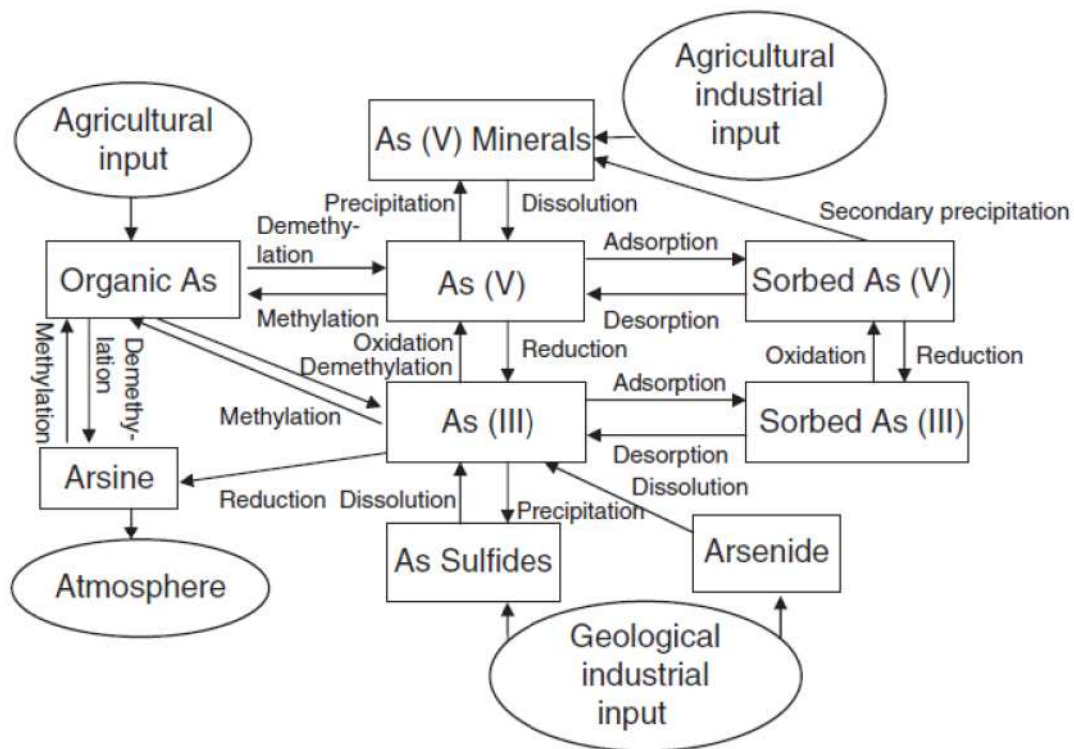 Agricultural
industrial
input
Agricultural
input
As (V) Minerals
Precipitation
Dissolution
Secondary precipitation
Demethy-
lation
Adsorption
Organic As
As (V)
Sorbed As (V)
Methylation
Desorption
Oxidation
Reduction
Oxidation
Reduction
Methylation
Demethy-
lation
Demethylation
Adsorption
Methylation
As (III)
Sorbed As (III)
Desorption
Arsine
Reduction
Dissolution
Precipitation
Dissolution
As Sulfides
Arsenide
Atmosphere
Geological
industrial
input